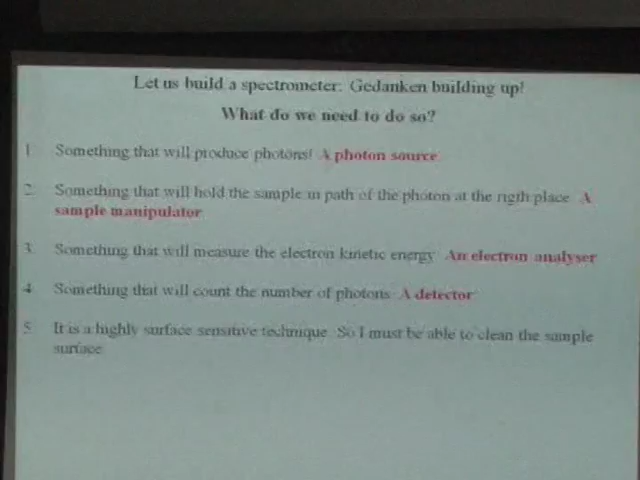 Let us build a spectrometer: Gedanken building up!
What do we need to do so?
1. Something that will produce photons! A photon source
2. Something that will hold the sample in path of the photon at the rigth place. A
sample manipulator
3. Something that will measure the electron kinetic energy. An electron analyser
4. Something that will count the number of photons. A detector
5. It is a highly surface sensitive technique. So I must be able to clean the sample
surface.